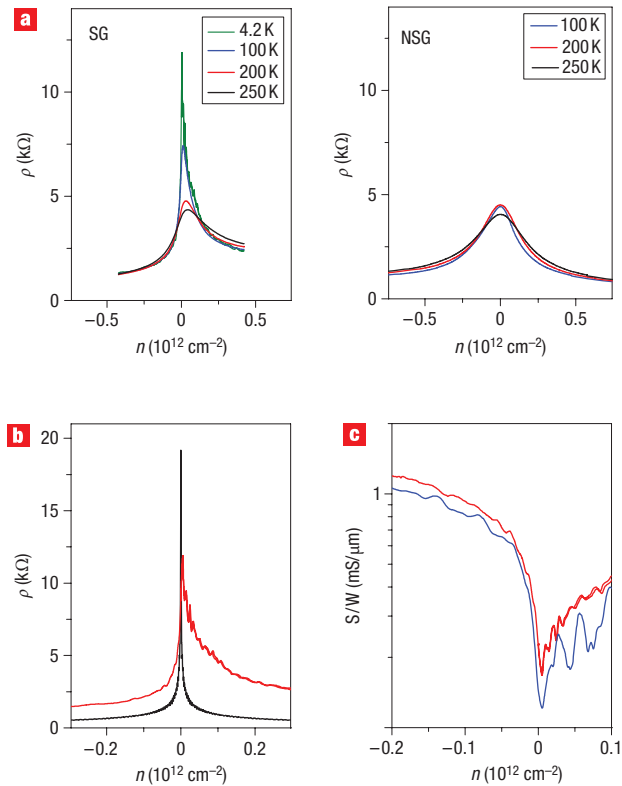 a
SG
4.2 K
100 K
200 K
250 K
ρ (kΩ)
10
5
0
−0.5
0
0.5
n (10¹² cm⁻²)
NSG
100 K
200 K
250 K
ρ (kΩ)
10
5
0
−0.5
0
0.5
n (10¹² cm⁻²)
b
ρ (kΩ)
20
15
10
5
0
−0.2
0
0.2
n (10¹² cm⁻²)
c
S/W (mS/μm)
1
−0.2
−0.1
0
0.1
n (10¹² cm⁻²)